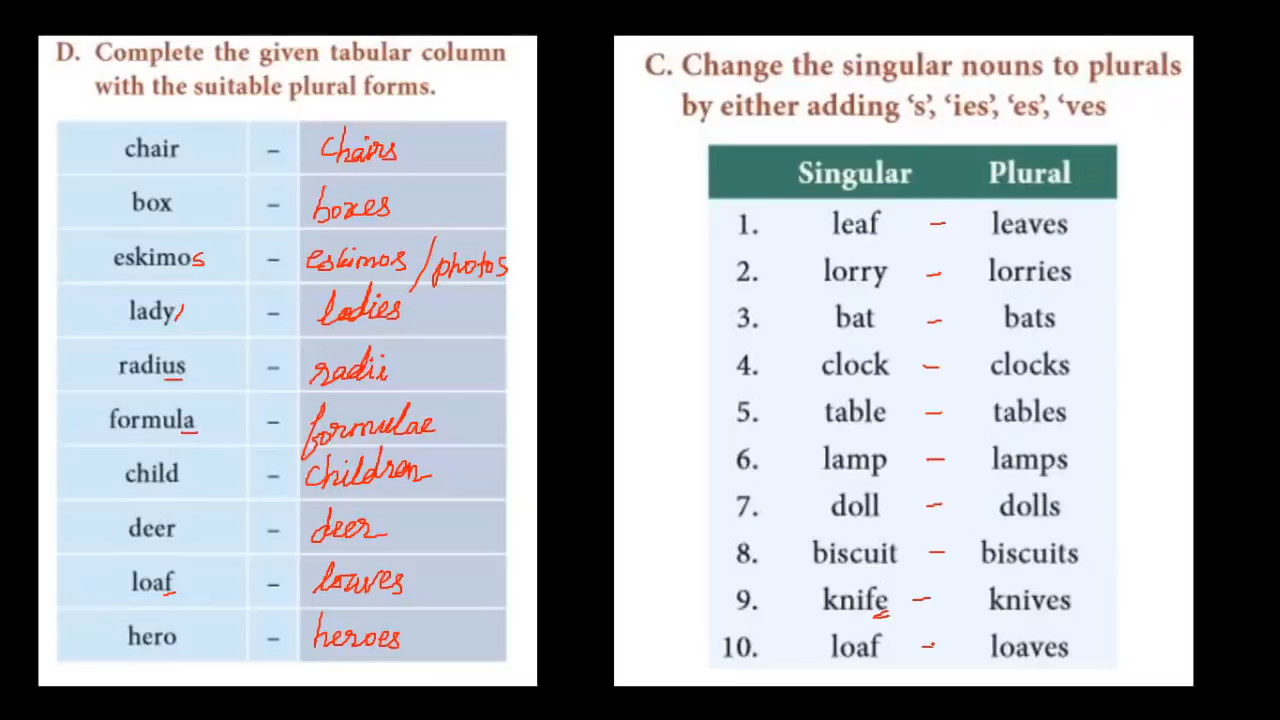 D. Complete the given tabular column
with the suitable plural forms.
chair – chairs
box – boxes
eskimos – eskimos / photos
lady – ladies
radius – radii
formula – formulae
child – children
deer – deer
loaf – loaves
hero – heroes
C. Change the singular nouns to plurals
by either adding ‘s’, ‘ies’, ‘es’, ‘ves
Singular Plural
1. leaf – leaves
2. lorry – lorries
3. bat – bats
4. clock – clocks
5. table – tables
6. lamp – lamps
7. doll – dolls
8. biscuit – biscuits
9. knife – knives
10. loaf – loaves